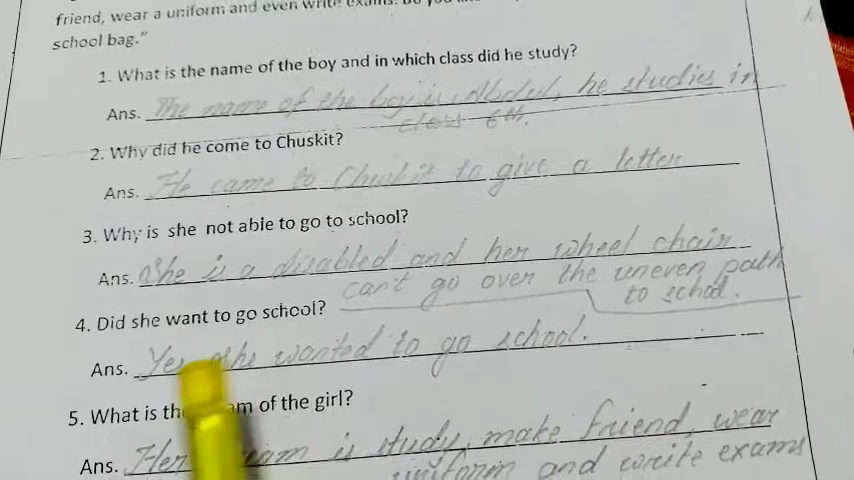 friend, wear a uniform and even write exams.
school bag."
1. What is the name of the boy and in which class did he study?
Ans. The name of the boy is Abdul, he studies in
class 6th.
2. Why did he come to Chuskit?
Ans. He came to Chuskit to give a letter
3. Why is she not able to go to school?
Ans. She is a disabled and her wheel chair
can't go over the uneven path
to school.
4. Did she want to go school?
Ans. Yes she wanted to go school.
5. What is the am of the girl?
Ans. Her am is study, make friend, wear
uniform and write exams